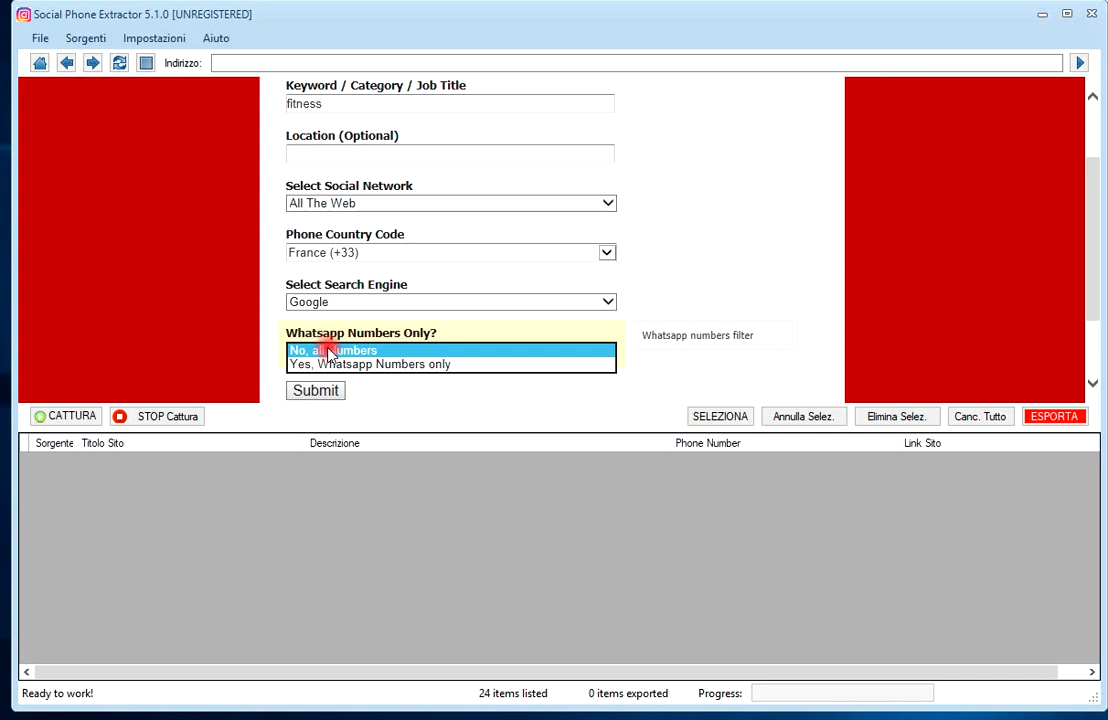 Social Phone Extractor 5.1.0 [UNREGISTERED]
File Sorgenti Impostazioni Aiuto
Indirizzo:
Keyword / Category / Job Title
fitness
Location (Optional)
Select Social Network
All The Web
Phone Country Code
France (+33)
Select Search Engine
Google
Whatsapp Numbers Only?
Whatsapp numbers filter
No, all numbers
Yes, Whatsapp Numbers only
Submit
CATTURA STOP Cattura SELEZIONA Annulla Selez. Elimina Selez. Canc. Tutto ESPORTA
Sorgente Titolo Sito Descrizione Phone Number Link Sito
Ready to work! 24 items listed 0 items exported Progress: